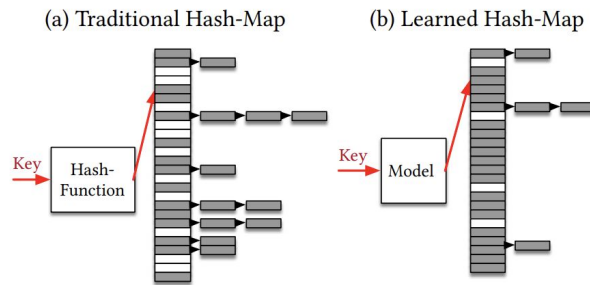 (a) Traditional Hash-Map
(b) Learned Hash-Map
Key
Hash-
Function
Key
Model